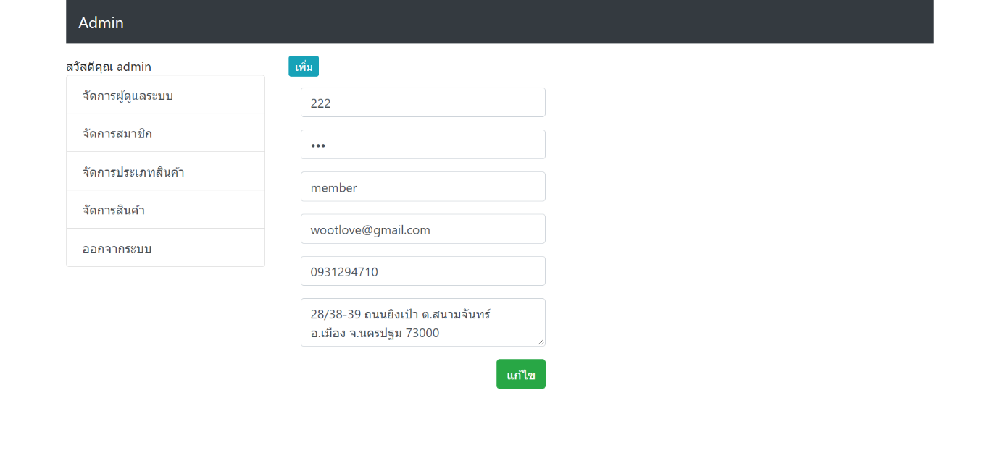 Admin
สวัสดีคุณ admin
จัดการผู้ดูแลระบบ
จัดการสมาชิก
จัดการประเภทสินค้า
จัดการสินค้า
ออกจากระบบ
เพิ่ม
222
•••
member
wootlove@gmail.com
0931294710
28/38-39 ถนนยิงเป้า ต.สนามจันทร์
อ.เมือง จ.นครปฐม 73000
แก้ไข